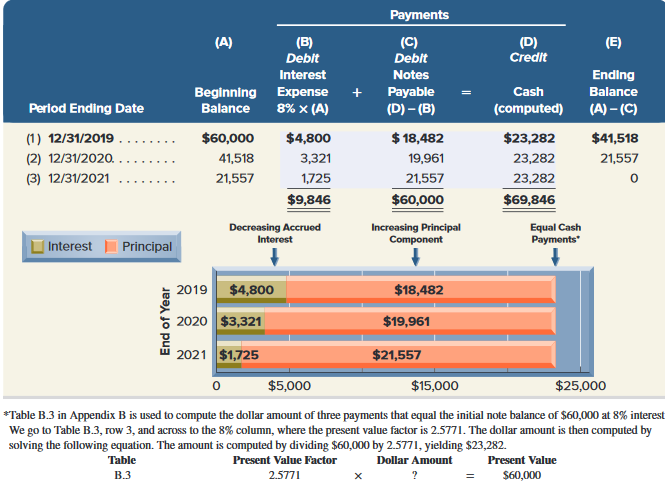 Payments
(A) (B) (C) (D) (E)
Debit Debit Credit
Interest Notes Ending
Beginning Expense + Payable = Cash Balance
Period Ending Date Balance 8% × (A) (D) – (B) (computed) (A) – (C)
(1) 12/31/2019 . . . . . . . . $60,000 $4,800 $ 18,482 $23,282 $41,518
(2) 12/31/2020. . . . . . . . 41,518 3,321 19,961 23,282 21,557
(3) 12/31/2021 . . . . . . . . 21,557 1,725 21,557 23,282 0
$9,846 $60,000 $69,846
Decreasing Accrued Increasing Principal Equal Cash
Interest Component Payments*
Interest Principal
End of Year
2019 $4,800 $18,482
2020 $3,321 $19,961
2021 $1,725 $21,557
0 $5,000 $15,000 $25,000
*Table B.3 in Appendix B is used to compute the dollar amount of three payments that equal the initial note balance of $60,000 at 8% interest
We go to Table B.3, row 3, and across to the 8% column, where the present value factor is 2.5771. The dollar amount is then computed by
solving the following equation. The amount is computed by dividing $60,000 by 2.5771, yielding $23,282.
Table Present Value Factor Dollar Amount Present Value
B.3 2.5771 × ? = $60,000